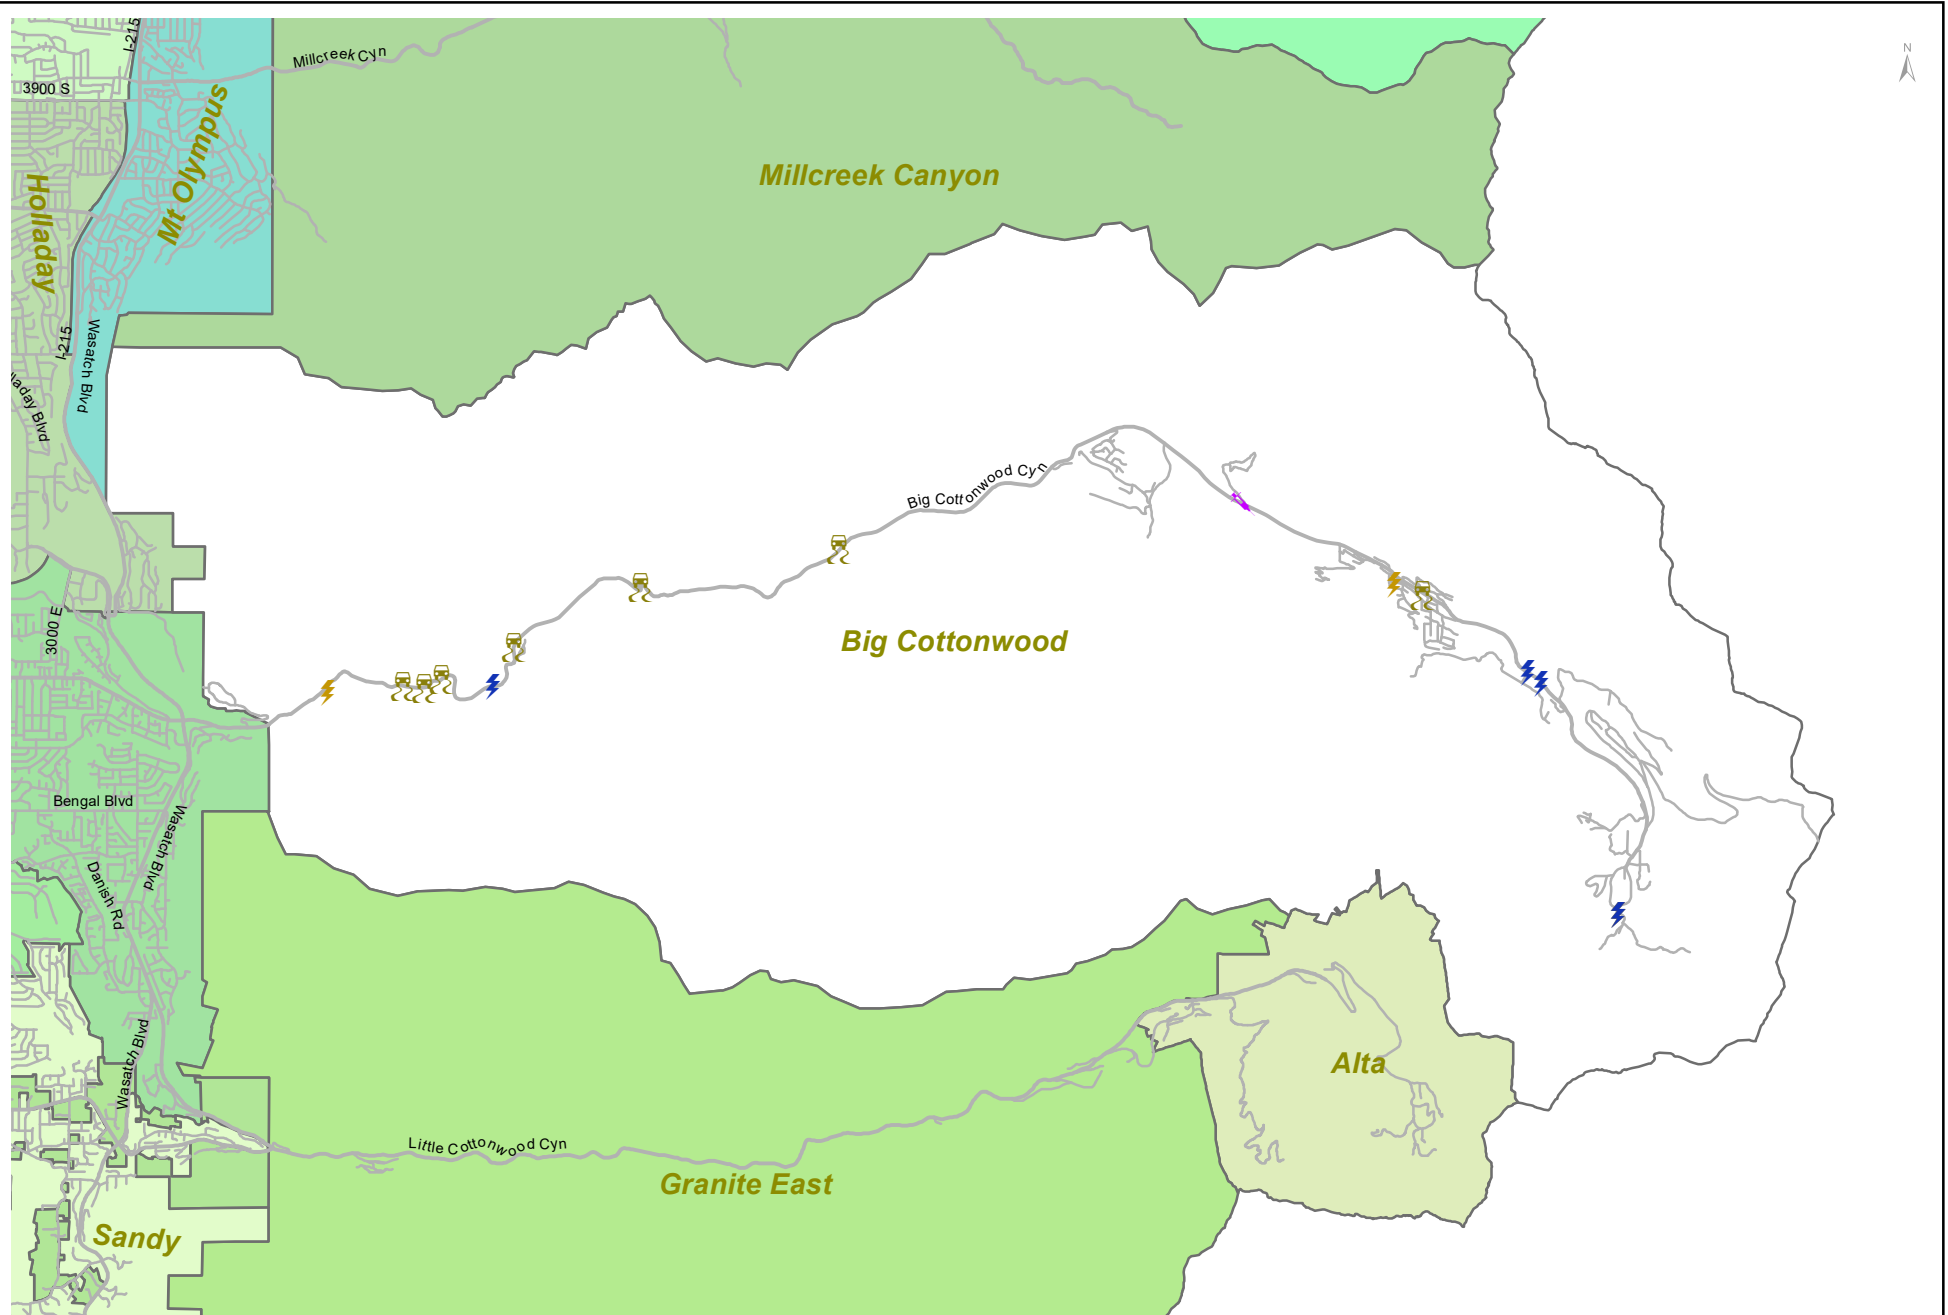 I-215
Millcreek Cyn
N
3900 S
Mt Olympus
Millcreek Canyon
Holladay
I-215
Wasatch Blvd
lladay Blvd
Big Cottonwood Cyn
3000 E
Big Cottonwood
Bengal Blvd
Wasatch Blvd
Danish Rd
Wasatch Blvd
Alta
Little Cottonwood Cyn
Granite East
Sandy